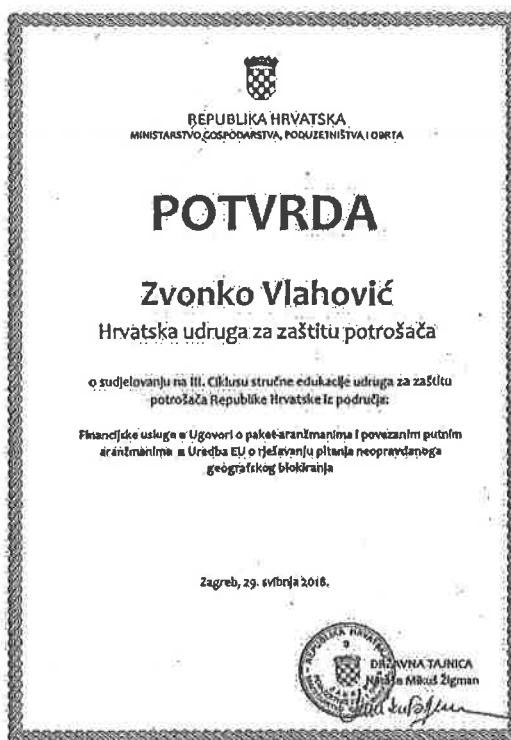 REPUBLIKA HRVATSKA
MINISTARSTVO GOSPODARSTVA, PODUZETNIŠTVA I OBRTA
POTVRDA
Zvonko Vlahović
Hrvatska udruga za zaštitu potrošača
o sudjelovanju na III. Ciklusu stručne edukacije udruga za zaštitu
potrošača Republike Hrvatske iz područja:
Financijske usluge ■ Ugovori o paket-aranžmanima i povezanim putnim
aranžmanima ■ Uredba EU o rješavanju pitanja neopravdanoga
geografskog blokiranja
Zagreb, 29. svibnja 2018.
REPUBLIKA HRVATSKA
DRŽAVNA TAJNICA
Nataša Mikuš Žigman